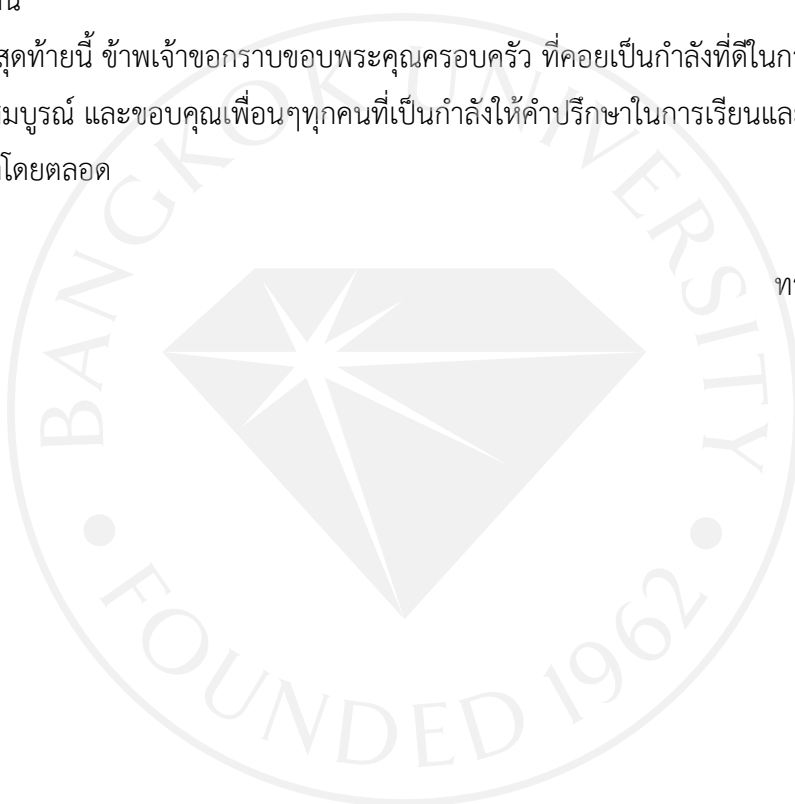 สุดท้ายนี้ ข้าพเจ้าขอกราบขอบพระคุณครอบครัว ที่คอยเป็นกำลังที่ดีในก
สมบูรณ์ และขอบคุณเพื่อนๆทุกคนที่เป็นกำลังให้คำปรึกษาในการเรียนและ
โดยตลอด
ทร
BANGKOK UNIVERSITY
FOUNDED 1962